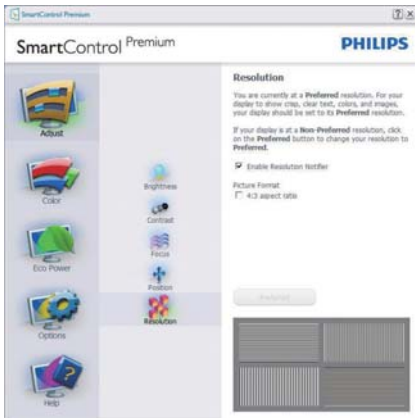 SmartControl Premium
SmartControl Premium
PHILIPS
Adjust
Color
Eco Power
Options
Help
Brightness
Contrast
Focus
Position
Resolution
Resolution
You are currently at a Preferred resolution. For your
display to show crisp, clear text, colors, and images,
your display should be set to its Preferred resolution.
If your display is at a Non-Preferred resolution, click
on the Preferred button to change your resolution to
Preferred.
Enable Resolution Notifier
Picture Format
4:3 aspect ratio
Preferred